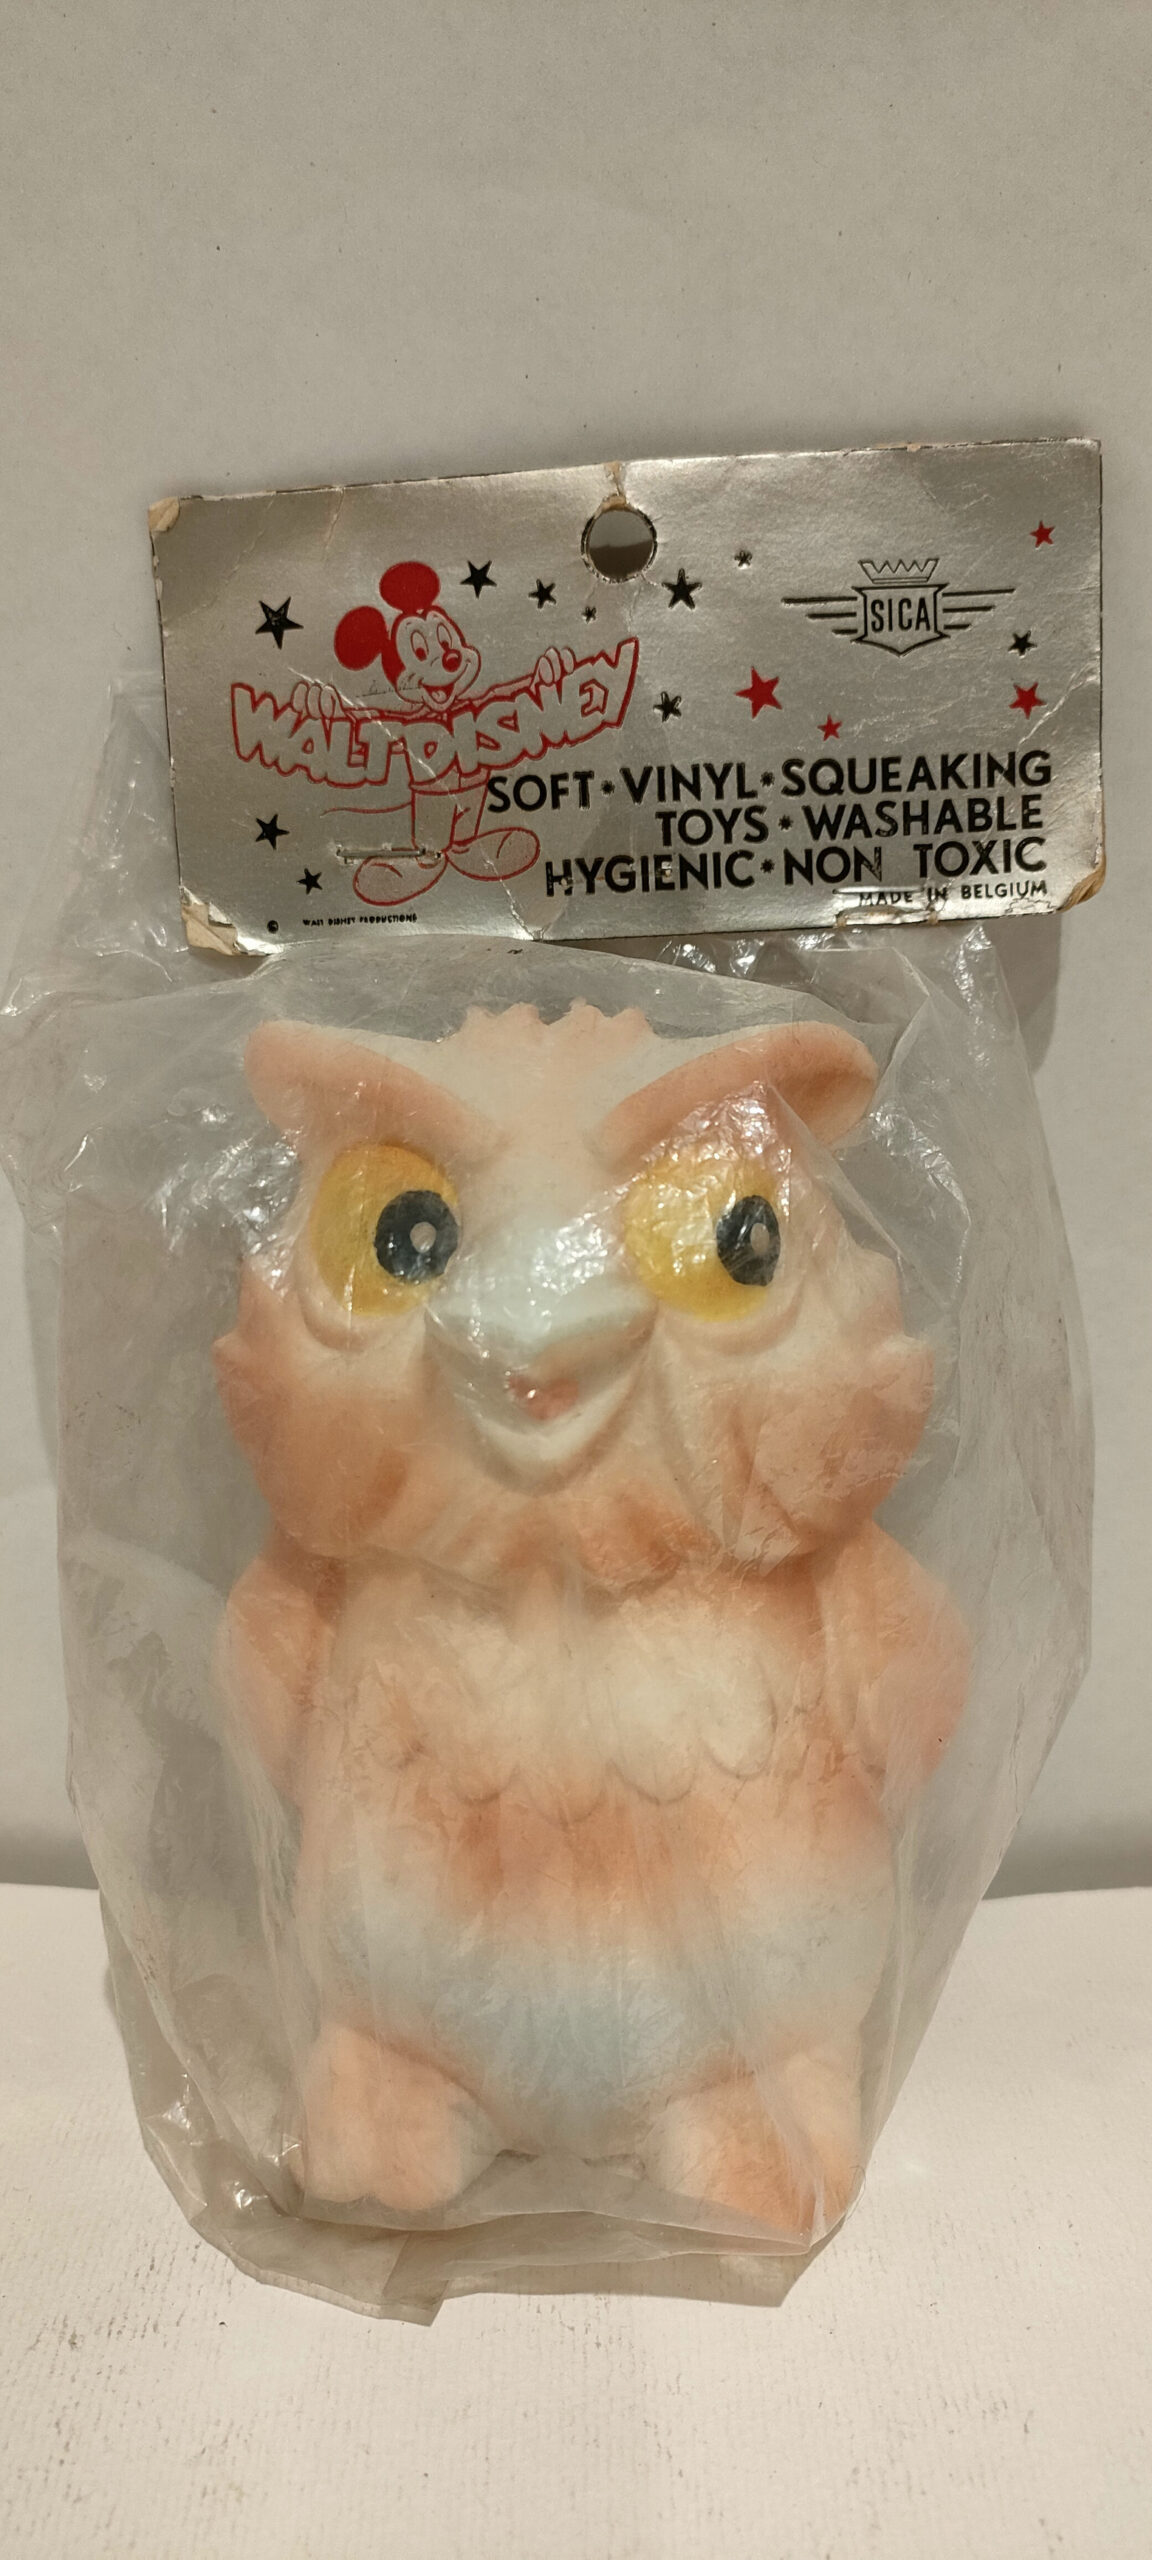 WALT DISNEY
SICA
SOFT * VINYL * SQUEAKING
TOYS * WASHABLE
HYGIENIC * NON TOXIC
MADE IN BELGIUM
© WALT DISNEY PRODUCTIONS